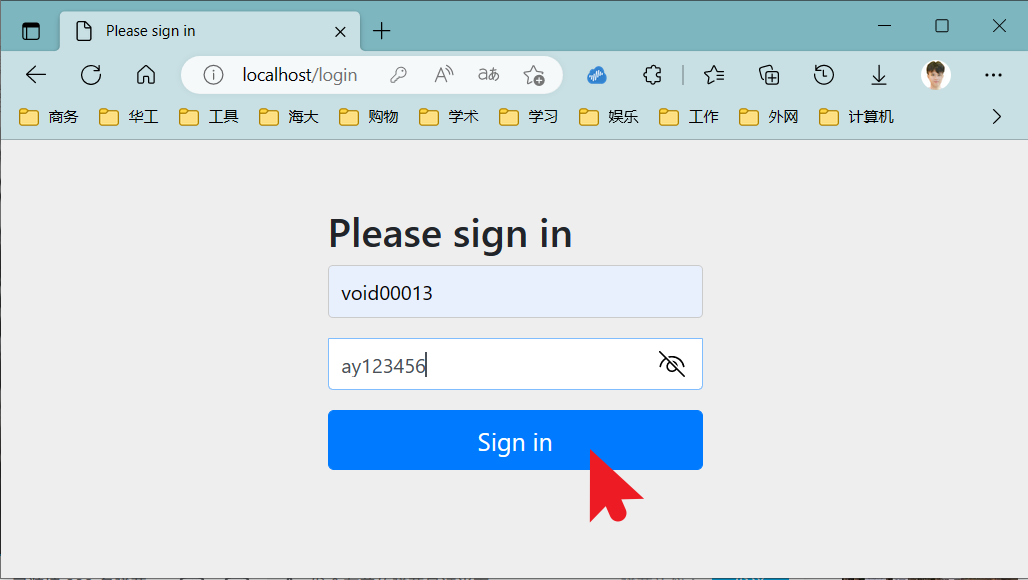 Please sign in
localhost/login
商务 华工 工具 海大 购物 学术 学习 娱乐 工作 外网 计算机
Please sign in
void00013
ay123456
Sign in